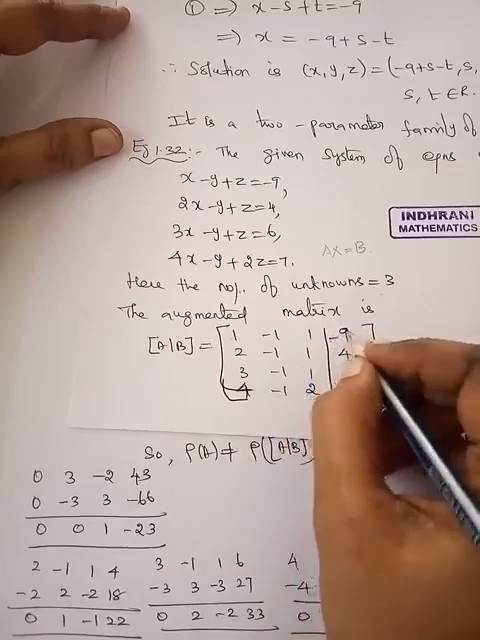 ① ⇒ x-s+t=-9
⇒ x = -9+s-t
∴ Solution is (x,y,z)=(-9+s-t,s,
s, t ∈ R.
It is a two-parameter family of
Eg 1.32:- The given system of eqns
x-y+z=-9,
2x-y+z=4,
3x-y+z=6,
4x-y+2z=7.
AX=B.
INDHRANI
MATHEMATICS
Here the no. of unknowns = 3
The augmented matrix is
[A|B] = 1 -1 1 -9
2 -1 1 4
3 -1 1
4 -1 2
So, ρ(A) ≠ ρ([A|B]
0 3 -2 43
0 -3 3 -66
0 0 1 -23
2 -1 1 4
-2 2 -2 18
0 1 -1 22
3 -1 1 6
-3 3 -3 27
0 2 -2 33
4
-4
0